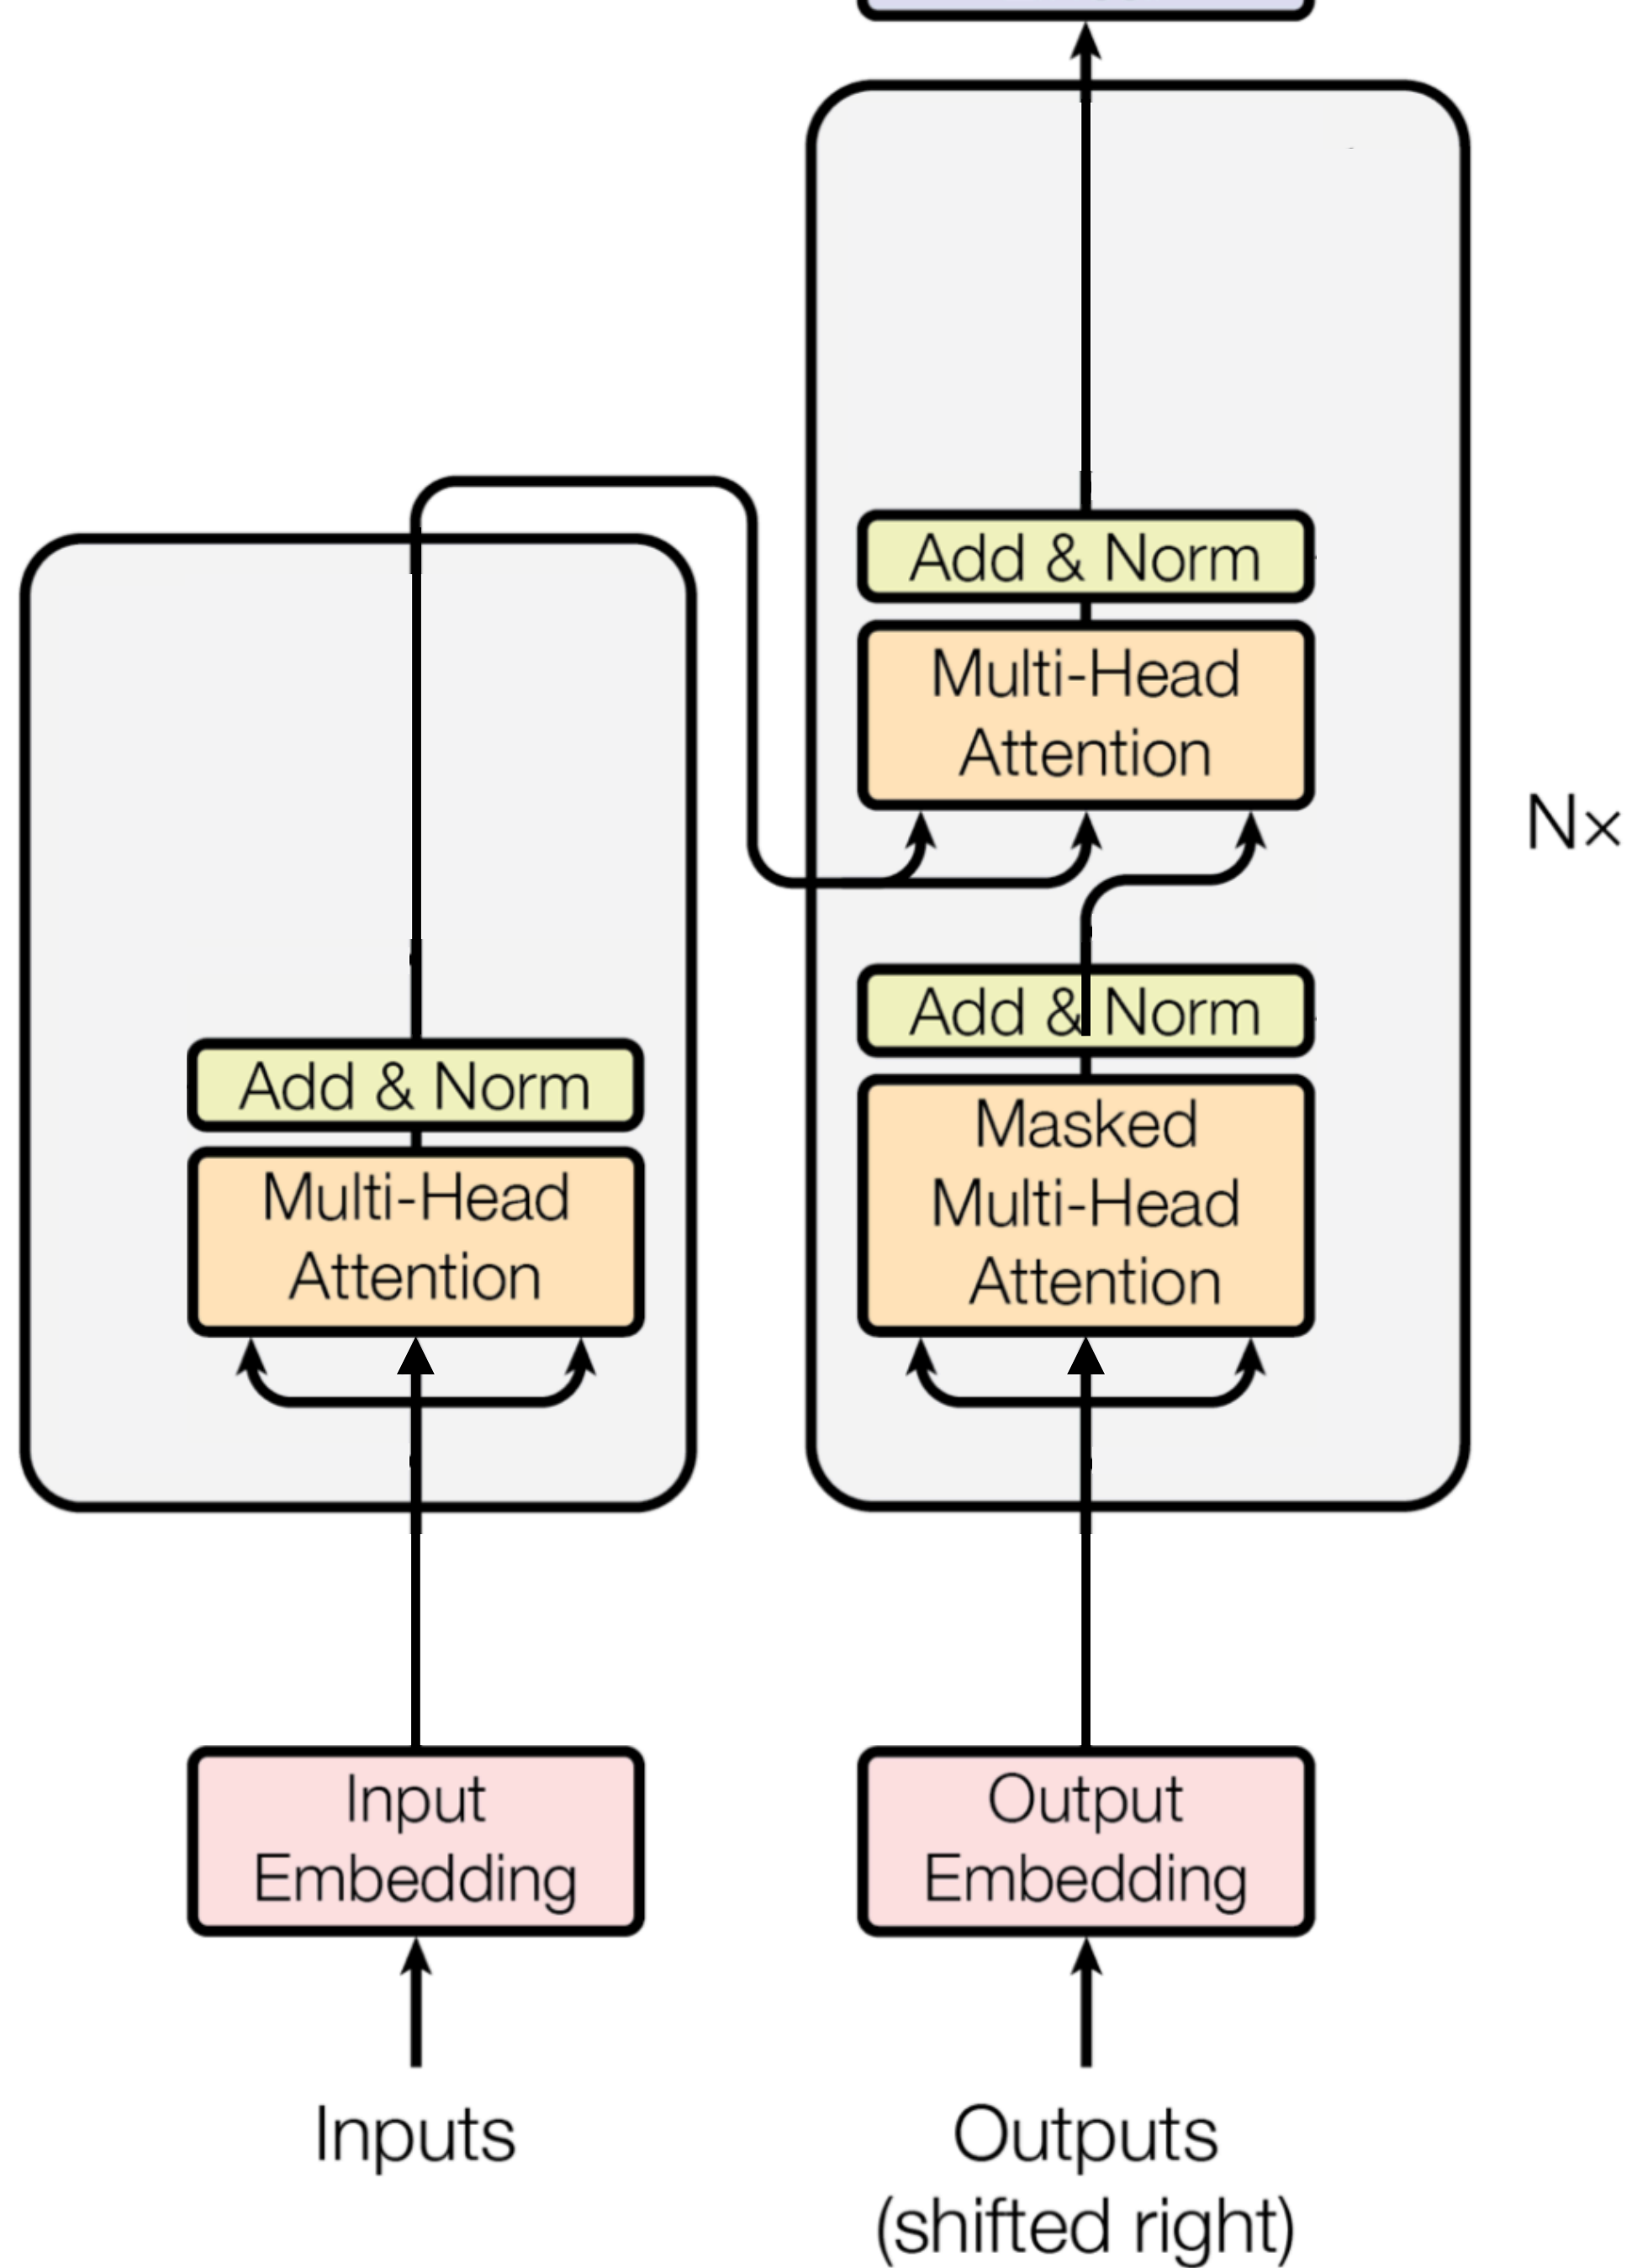 Add & Norm
Multi-Head
Attention
N×
Add & Norm
Masked
Multi-Head
Attention
Add & Norm
Multi-Head
Attention
Input
Embedding
Output
Embedding
Inputs
Outputs
(shifted right)